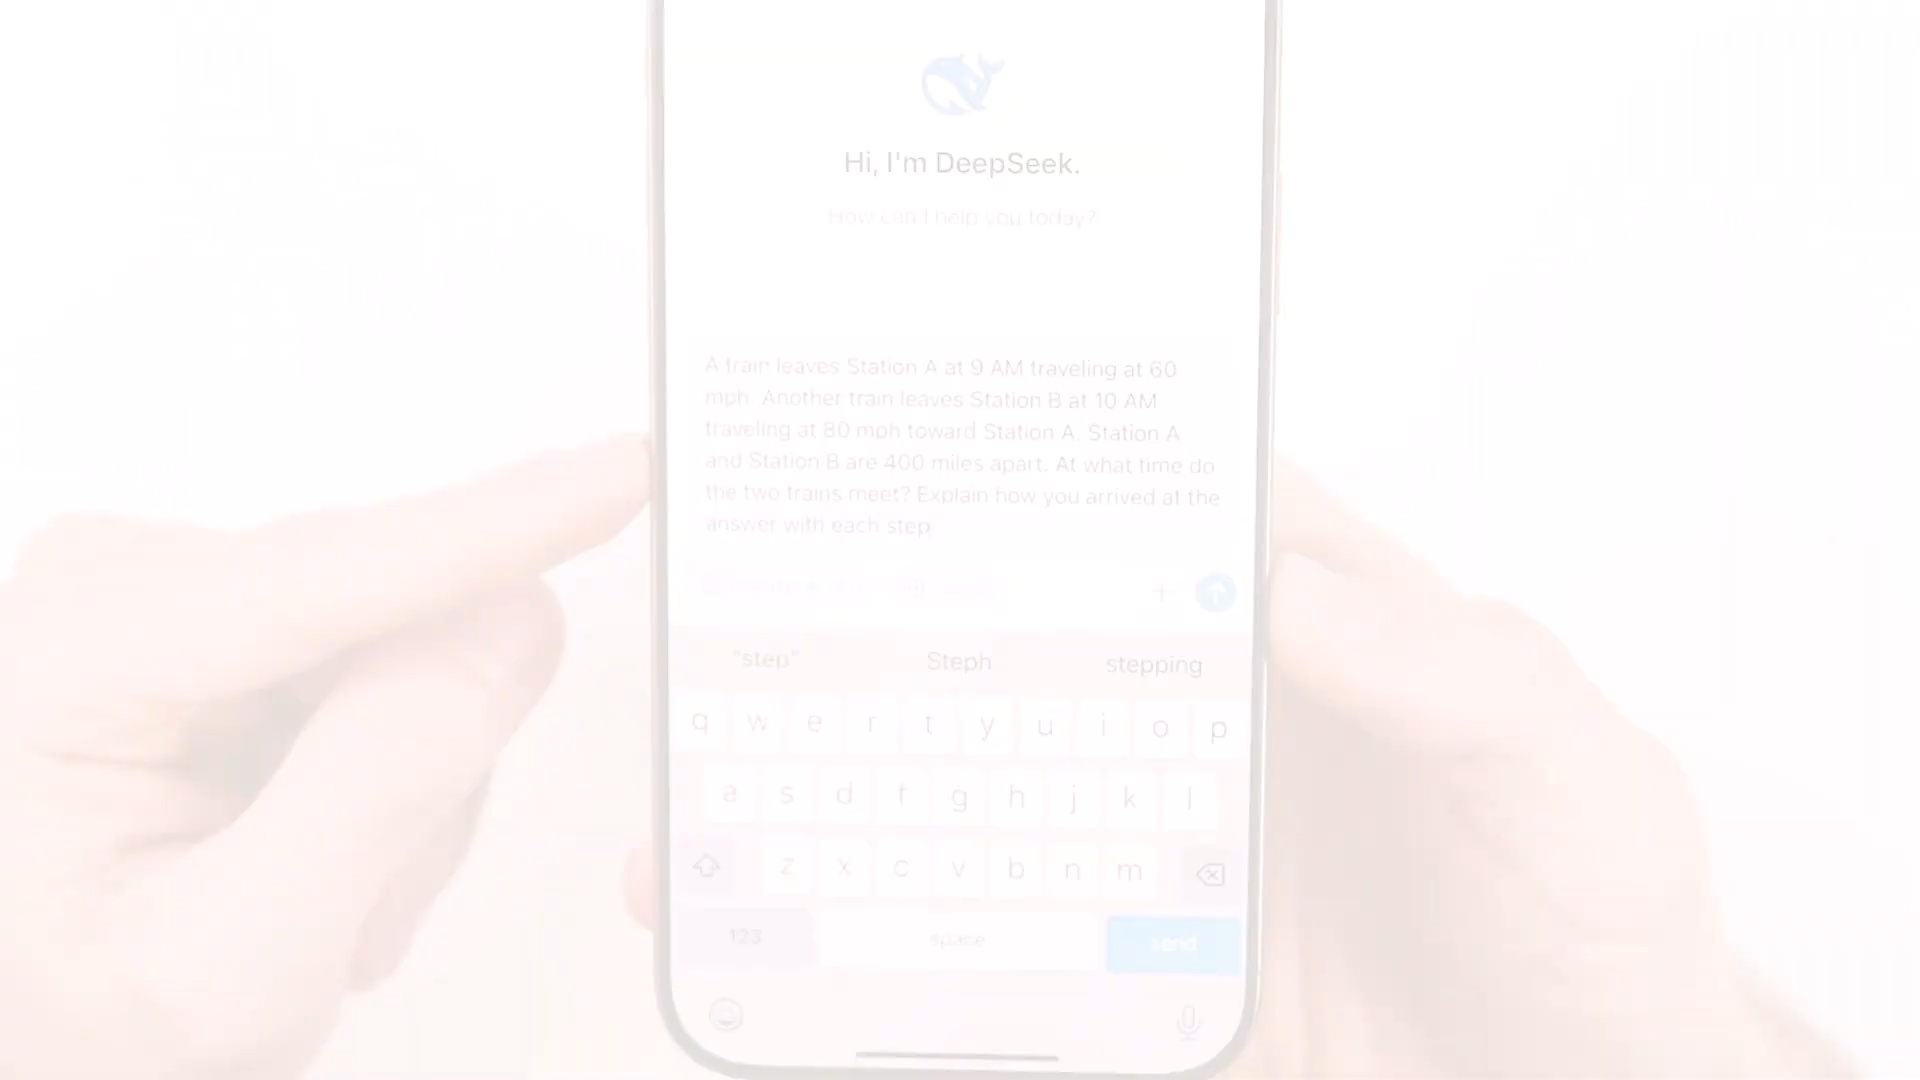 Hi, I'm DeepSeek.
How can I help you today?
A train leaves Station A at 9 AM traveling at 60
mph. Another train leaves Station B at 10 AM
traveling at 80 mph toward Station A. Station A
and Station B are 400 miles apart. At what time do
the two trains meet? Explain how you arrived at the
answer with each step.
"step" Steph stepping
q w e r t y u i o p
a s d f g h j k l
z x c v b n m
123 space send